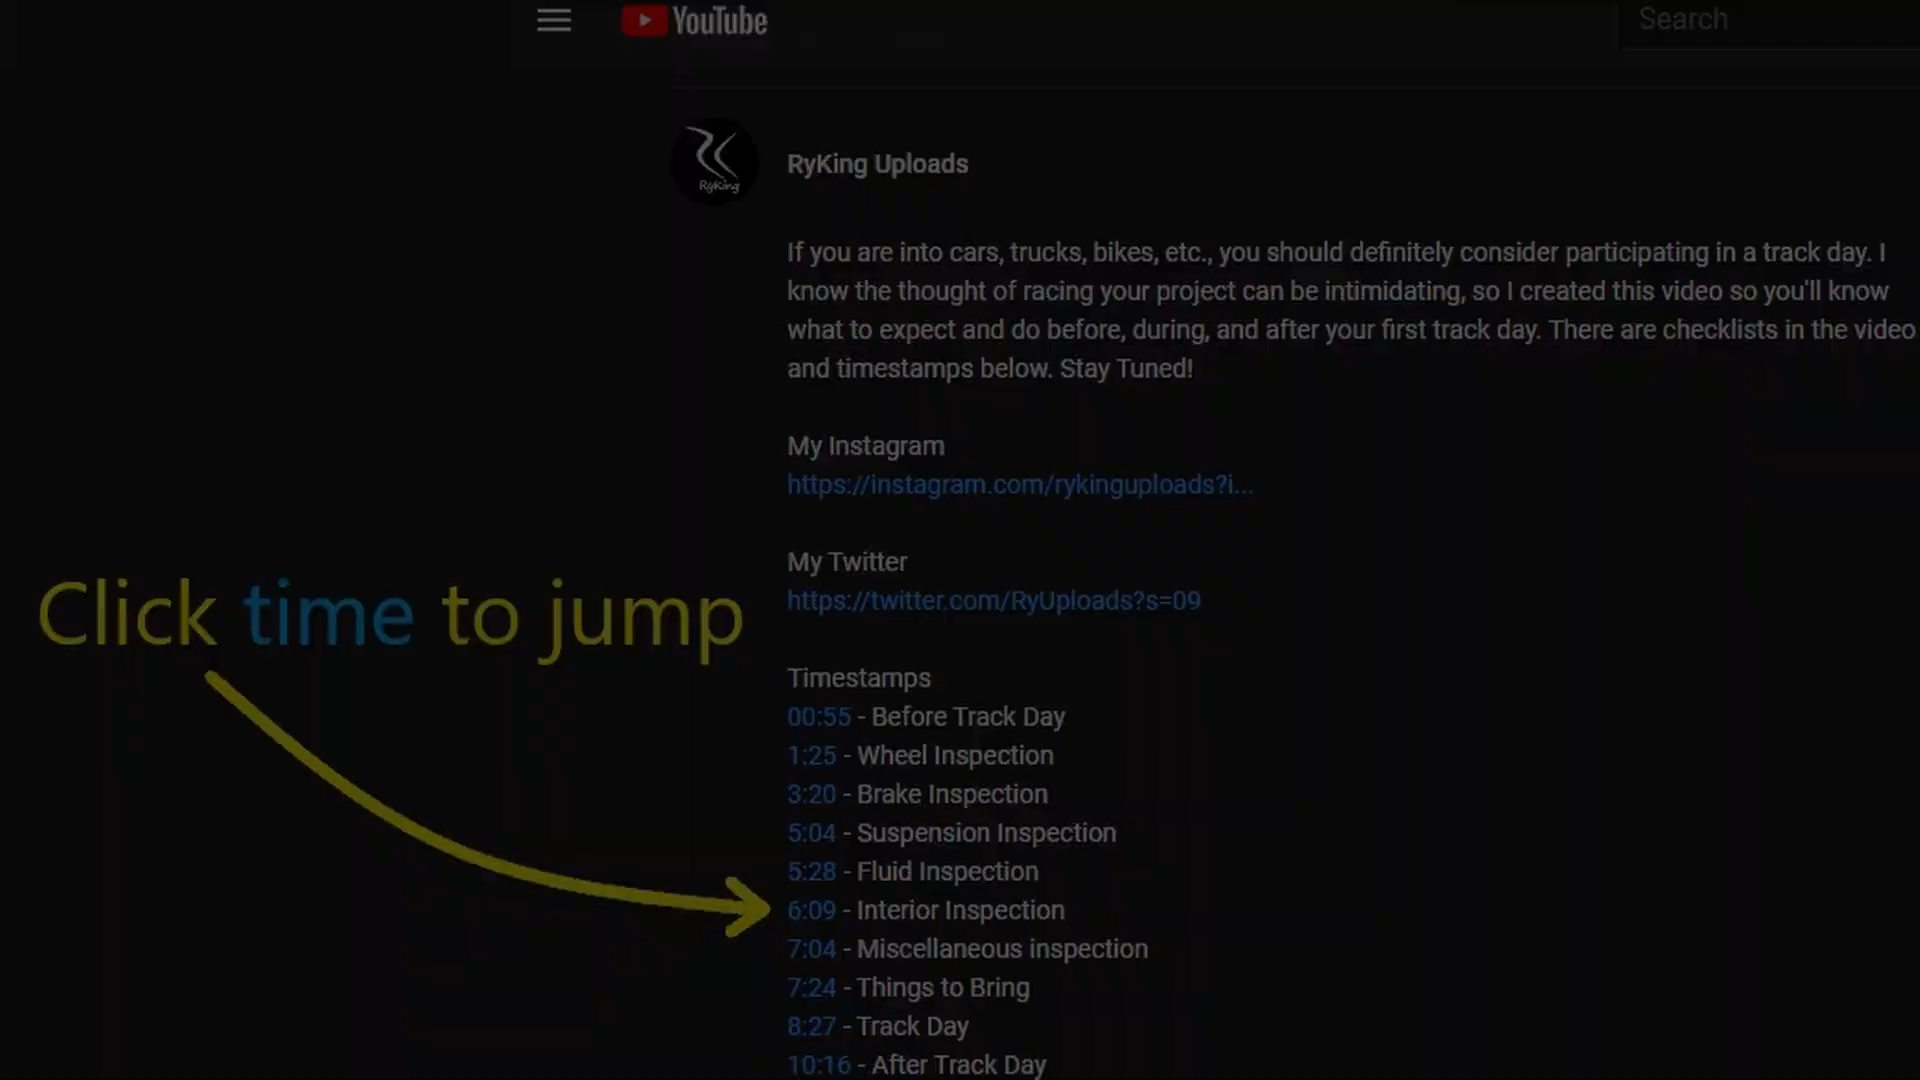 YouTube
Search
RyKing
RyKing Uploads
If you are into cars, trucks, bikes, etc., you should definitely consider participating in a track day. I
know the thought of racing your project can be intimidating, so I created this video so you'll know
what to expect and do before, during, and after your first track day. There are checklists in the video
and timestamps below. Stay Tuned!
My Instagram
https://instagram.com/rykinguploads?i...
My Twitter
https://twitter.com/RyUploads?s=09
Click time to jump
Timestamps
00:55 - Before Track Day
1:25 - Wheel Inspection
3:20 - Brake Inspection
5:04 - Suspension Inspection
5:28 - Fluid Inspection
6:09 - Interior Inspection
7:04 - Miscellaneous inspection
7:24 - Things to Bring
8:27 - Track Day
10:16 - After Track Day